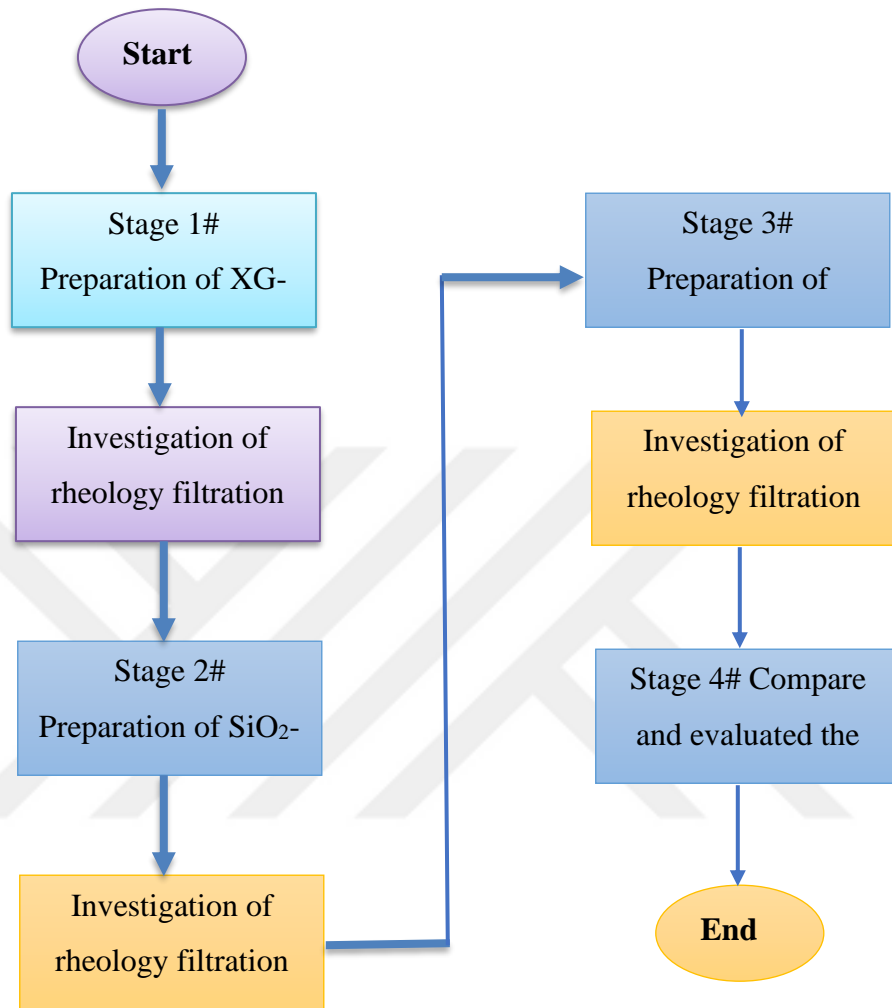 Start
Stage 1#
Preparation of XG-
Investigation of
rheology filtration
Stage 2#
Preparation of SiO₂-
Investigation of
rheology filtration
Stage 3#
Preparation of
Investigation of
rheology filtration
Stage 4# Compare
and evaluated the
End